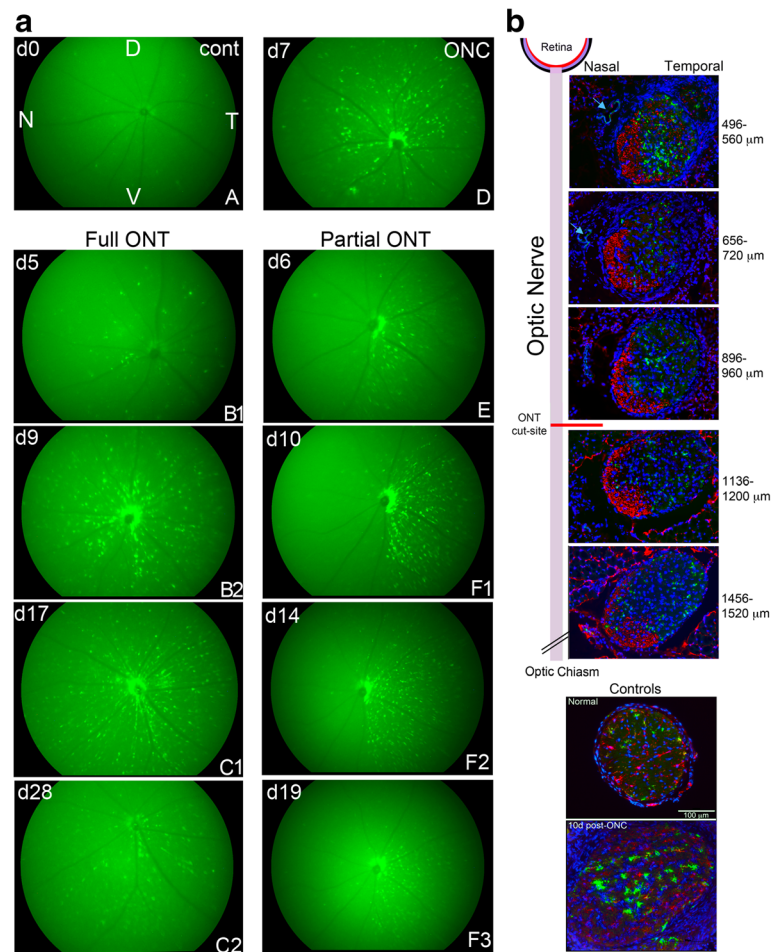 a
d0
D
cont
N
T
V
A
d7
ONC
D
Full ONT
Partial ONT
d5
B1
d6
E
d9
B2
d10
F1
d17
C1
d14
F2
d28
C2
d19
F3
b
Retina
Nasal
Temporal
Optic Nerve
496-
560 μm
656-
720 μm
896-
960 μm
ONT
cut-site
1136-
1200 μm
1456-
1520 μm
Optic Chiasm
Controls
Normal
100 μm
10d post-ONC